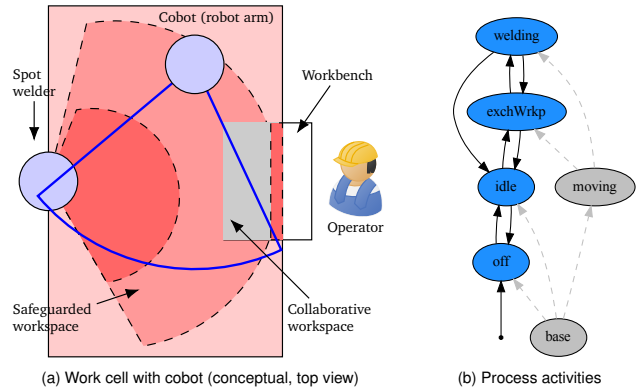 Cobot (robot arm)
Spot
welder
Workbench
Operator
Safeguarded
workspace
Collaborative
workspace
(a) Work cell with cobot (conceptual, top view)
welding
exchWrkp
idle
moving
off
base
(b) Process activities